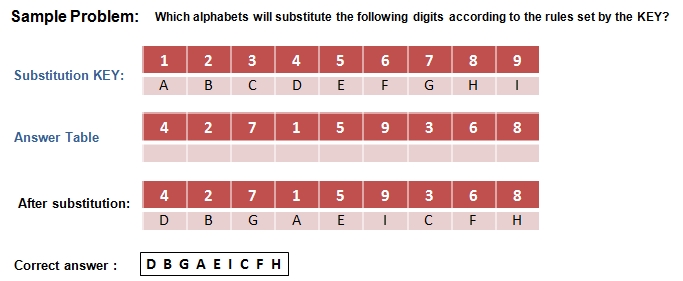 Sample Problem: Which alphabets will substitute the following digits according to the rules set by the KEY?
1 2 3 4 5 6 7 8 9
Substitution KEY:
A B C D E F G H I
4 2 7 1 5 9 3 6 8
Answer Table
4 2 7 1 5 9 3 6 8
After substitution:
D B G A E I C F H
Correct answer : D B G A E I C F H